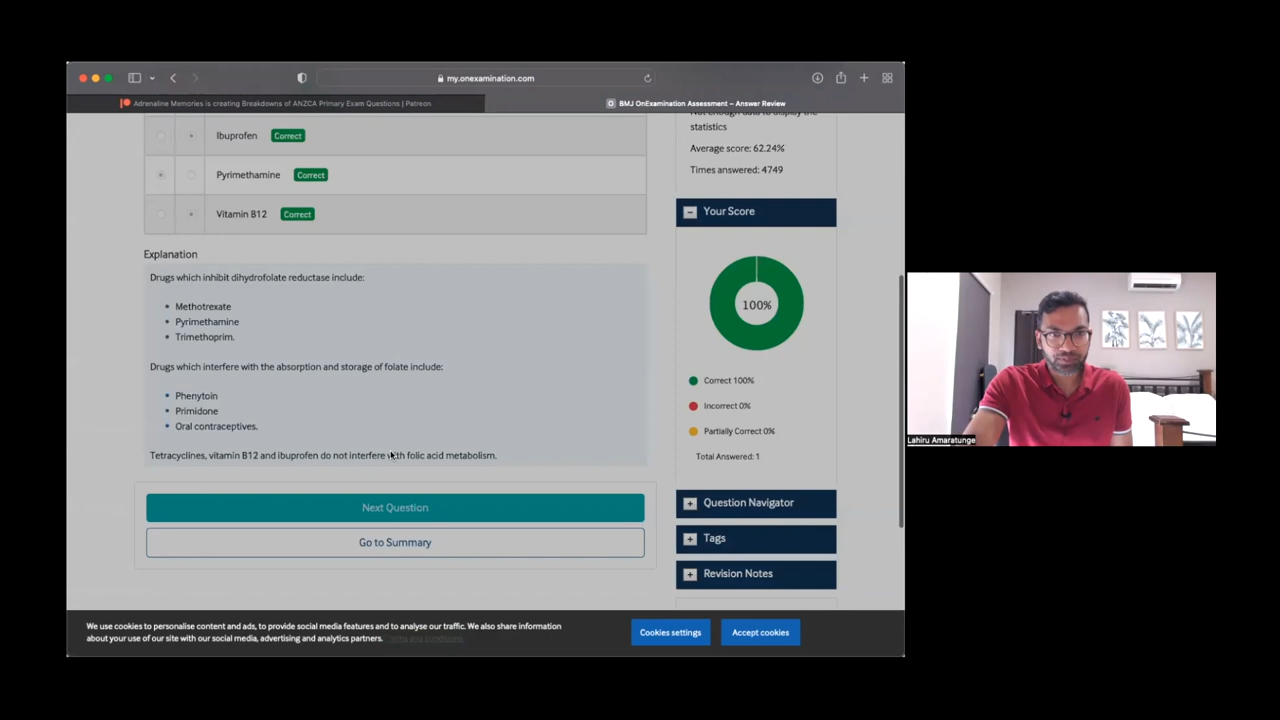 my.onexamination.com
Adrenaline Memories is creating Breakdowns of ANZCA Primary Exam Questions | Patreon
BMJ OnExamination Assessment – Answer Review
Ibuprofen Correct
Pyrimethamine Correct
Vitamin B12 Correct
Explanation
Drugs which inhibit dihydrofolate reductase include:
• Methotrexate
• Pyrimethamine
• Trimethoprim.
Drugs which interfere with the absorption and storage of folate include:
• Phenytoin
• Primidone
• Oral contraceptives.
Tetracyclines, vitamin B12 and ibuprofen do not interfere with folic acid metabolism.
Next Question
Go to Summary
Not enough data to display the
statistics
Average score: 62.24%
Times answered: 4749
Your Score
100%
Correct 100%
Incorrect 0%
Partially Correct 0%
Total Answered: 1
Question Navigator
Tags
Revision Notes
We use cookies to personalise content and ads, to provide social media features and to analyse our traffic. We also share information
about your use of our site with our social media, advertising and analytics partners.
Cookies settings
Accept cookies
Lahiru Amaratunge